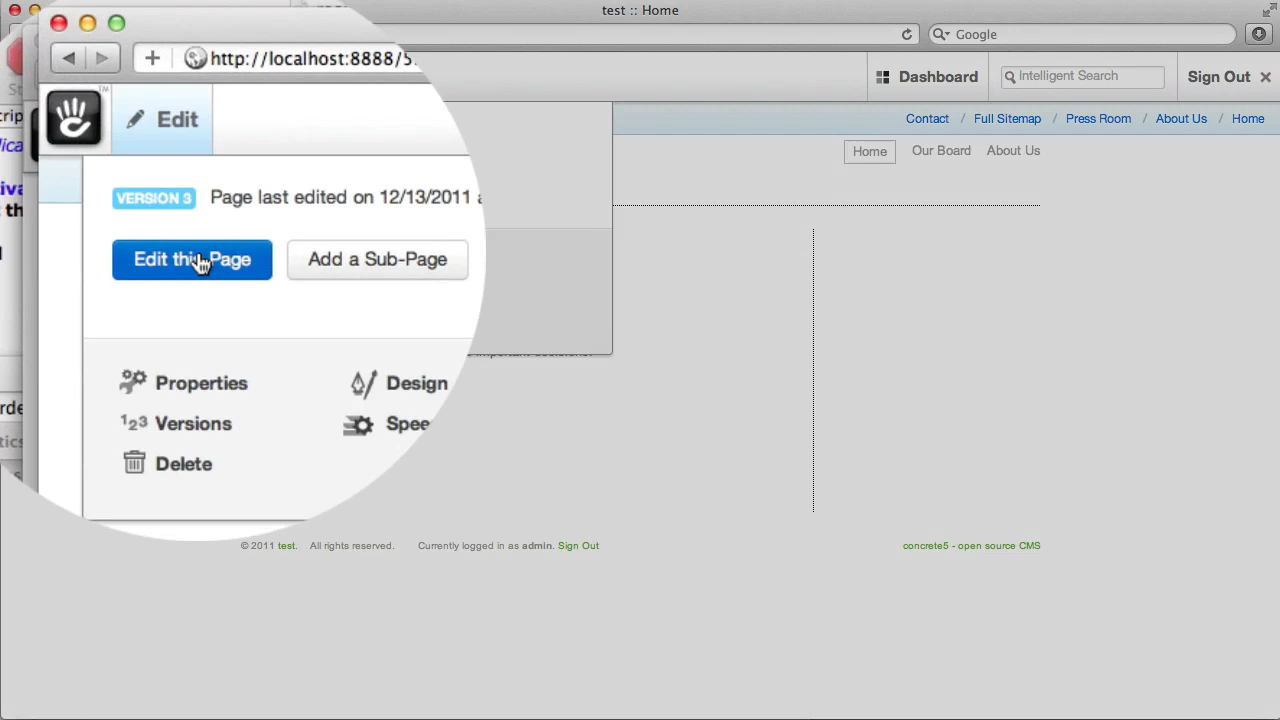 test :: Home
http://localhost:8888/5
Google
Edit
Dashboard
Intelligent Search
Sign Out
Contact / Full Sitemap / Press Room / About Us / Home
Home
Our Board
About Us
VERSION 3
Page last edited on 12/13/2011
Edit this Page
Add a Sub-Page
Properties
Design
Versions
Delete
© 2011 test. All rights reserved. Currently logged in as admin. Sign Out
concrete5 - open source CMS